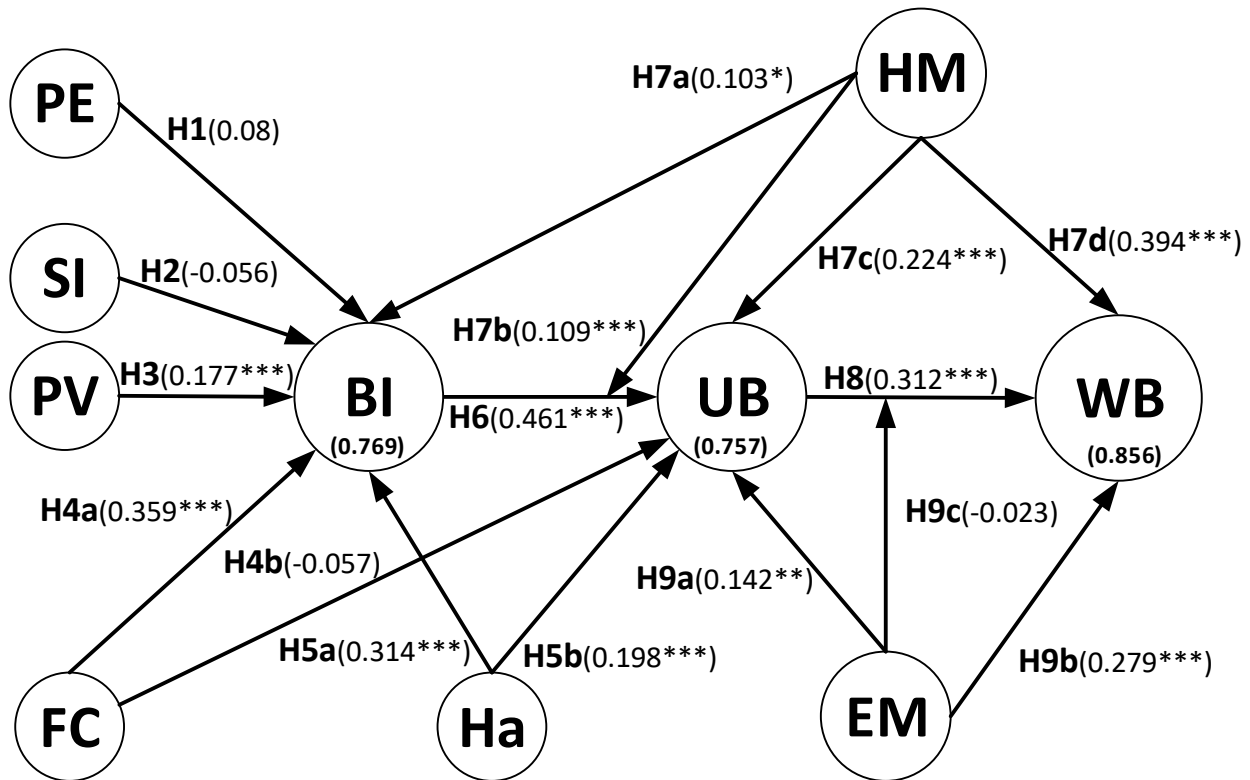 PE
HM
H7a(0.103*)
H1(0.08)
SI
H2(-0.056)
H7c(0.224***)
H7d(0.394***)
H7b(0.109***)
PV
H3(0.177***)
BI
(0.769)
H6(0.461***)
UB
(0.757)
H8(0.312***)
WB
(0.856)
H4a(0.359***)
H4b(-0.057)
H9c(-0.023)
H9a(0.142**)
H5a(0.314***)
H5b(0.198***)
H9b(0.279***)
FC
Ha
EM